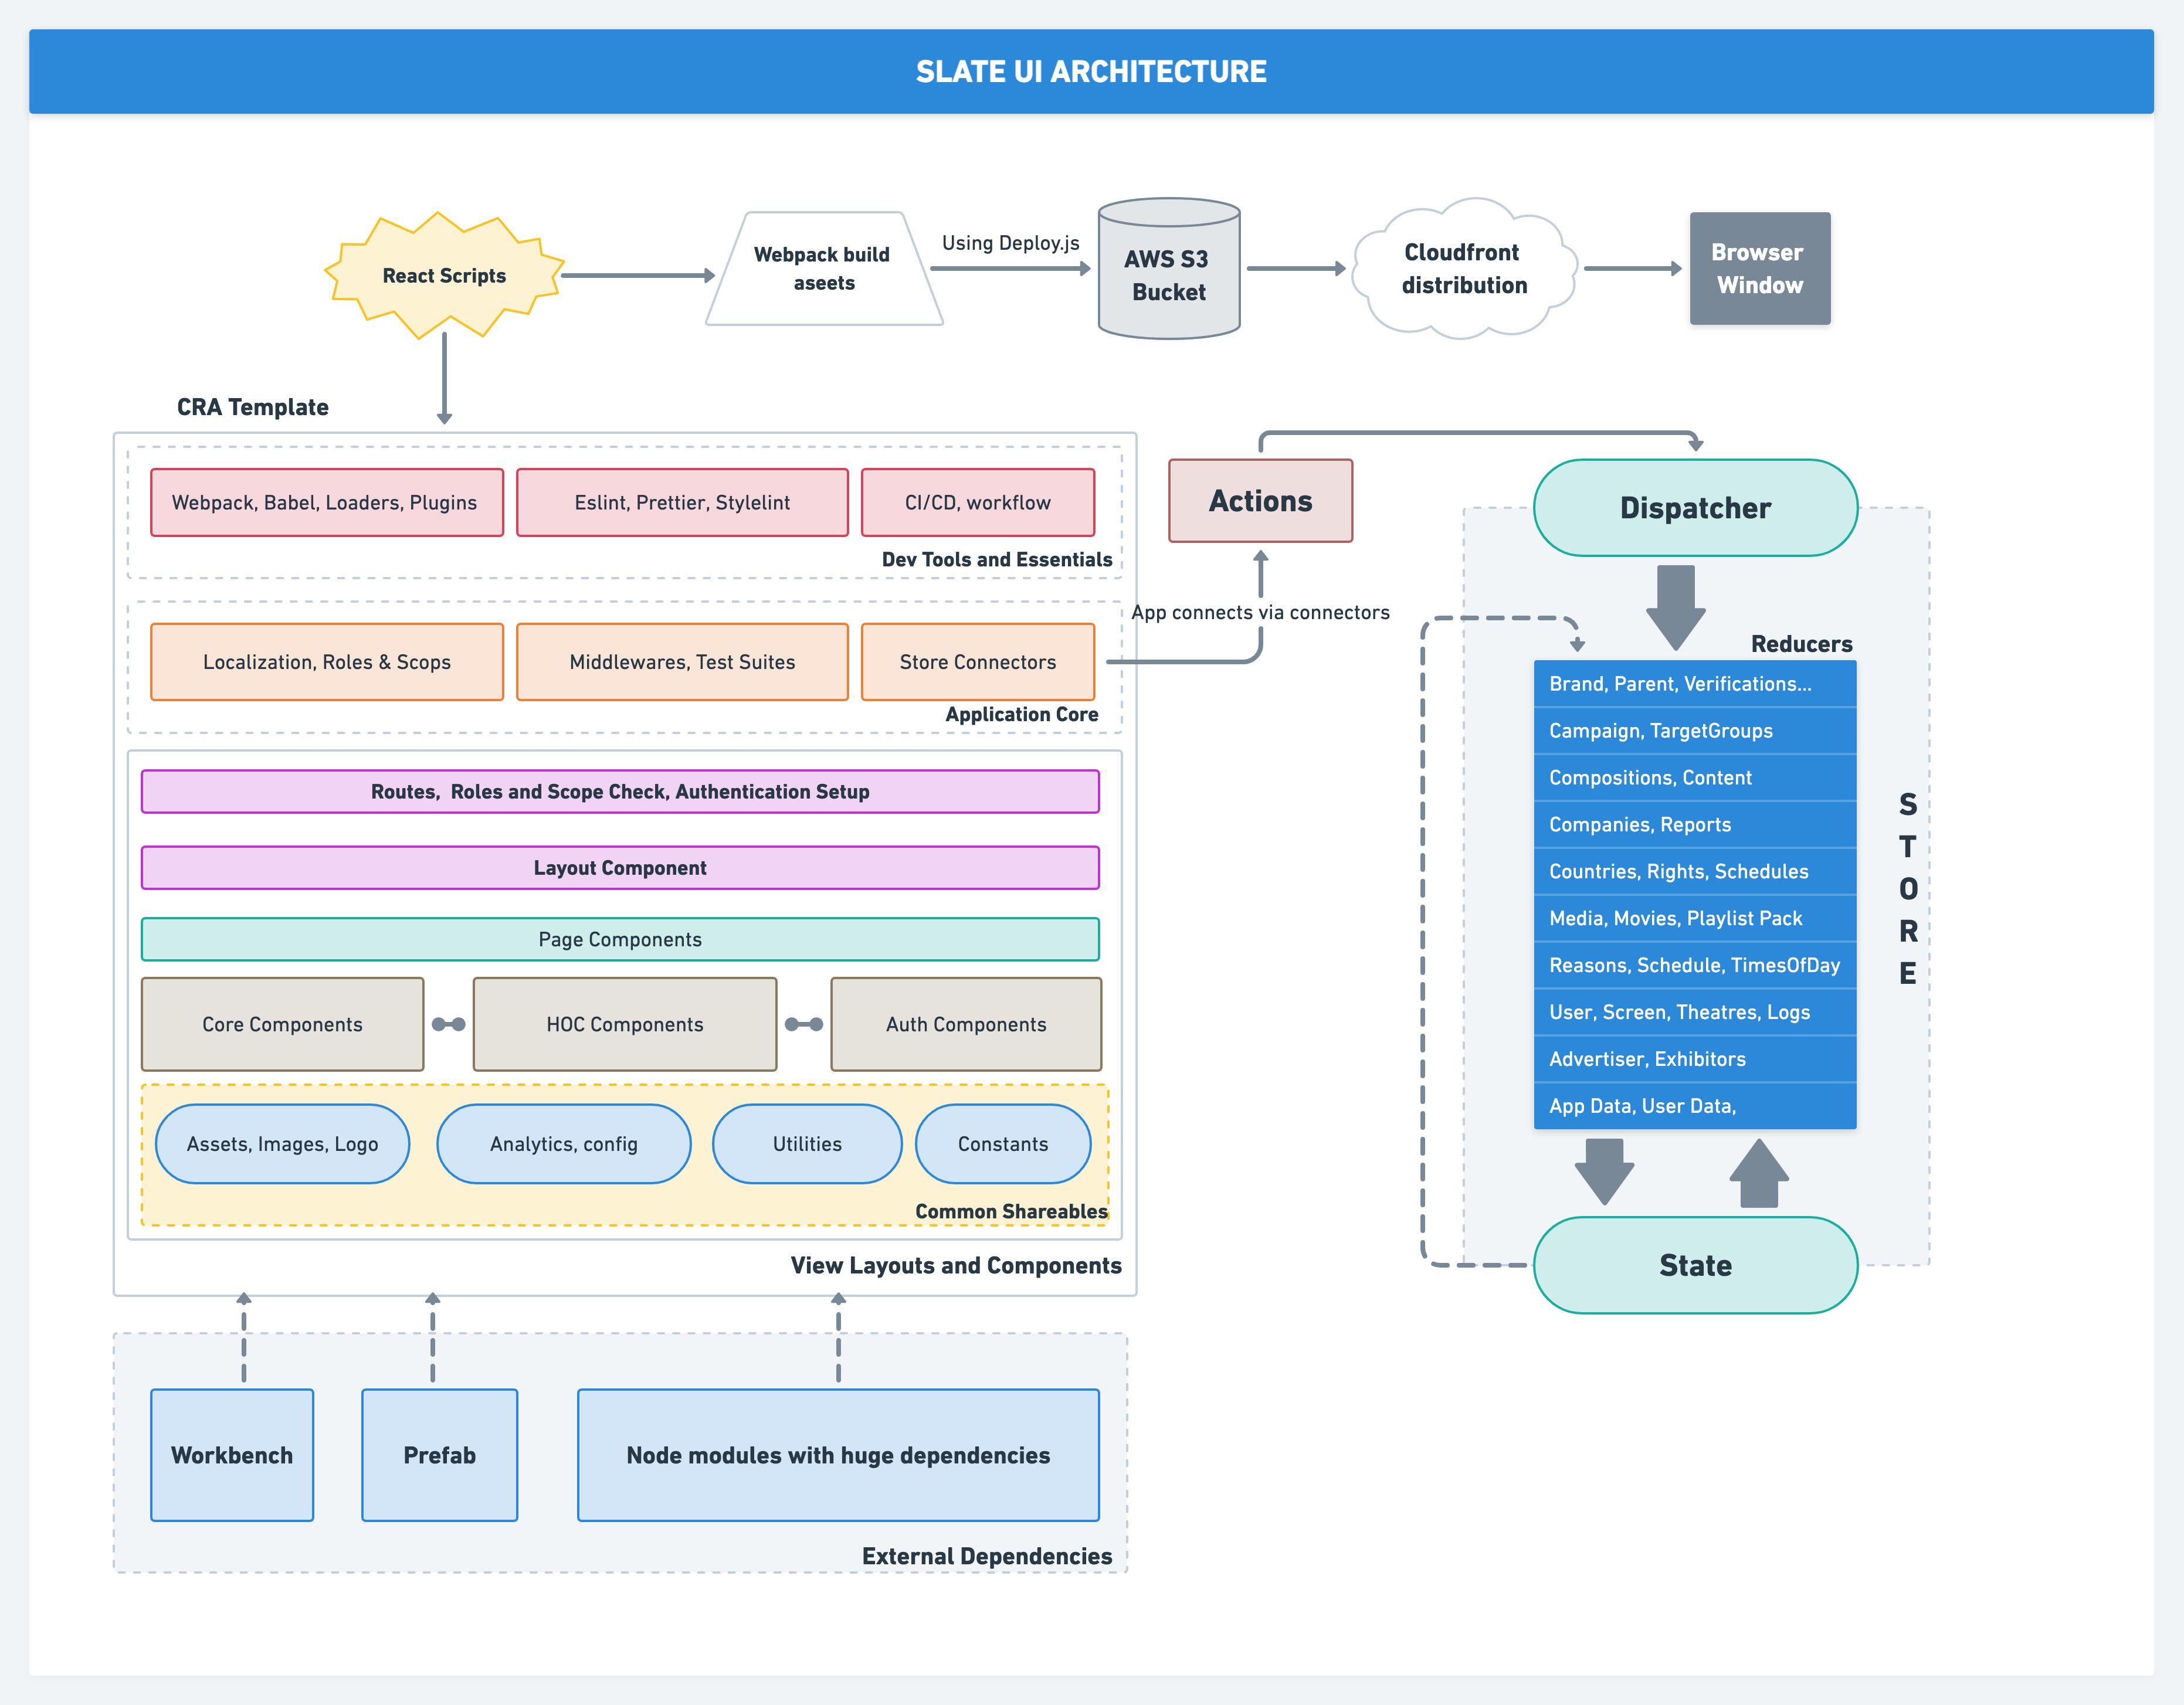 SLATE UI ARCHITECTURE
React Scripts
Webpack build
aseets
Using Deploy.js
AWS S3
Bucket
Cloudfront
distribution
Browser
Window
CRA Template
Webpack, Babel, Loaders, Plugins
Eslint, Prettier, Stylelint
CI/CD, workflow
Dev Tools and Essentials
Localization, Roles & Scops
Middlewares, Test Suites
Store Connectors
Application Core
App connects via connectors
Actions
Routes,  Roles and Scope Check, Authentication Setup
Layout Component
Page Components
Core Components
HOC Components
Auth Components
Assets, Images, Logo
Analytics, config
Utilities
Constants
Common Shareables
View Layouts and Components
Workbench
Prefab
Node modules with huge dependencies
External Dependencies
Dispatcher
Reducers
Brand, Parent, Verifications...
Campaign, TargetGroups
Compositions, Content
Companies, Reports
Countries, Rights, Schedules
Media, Movies, Playlist Pack
Reasons, Schedule, TimesOfDay
User, Screen, Theatres, Logs
Advertiser, Exhibitors
App Data, User Data,
State
S
T
O
R
E